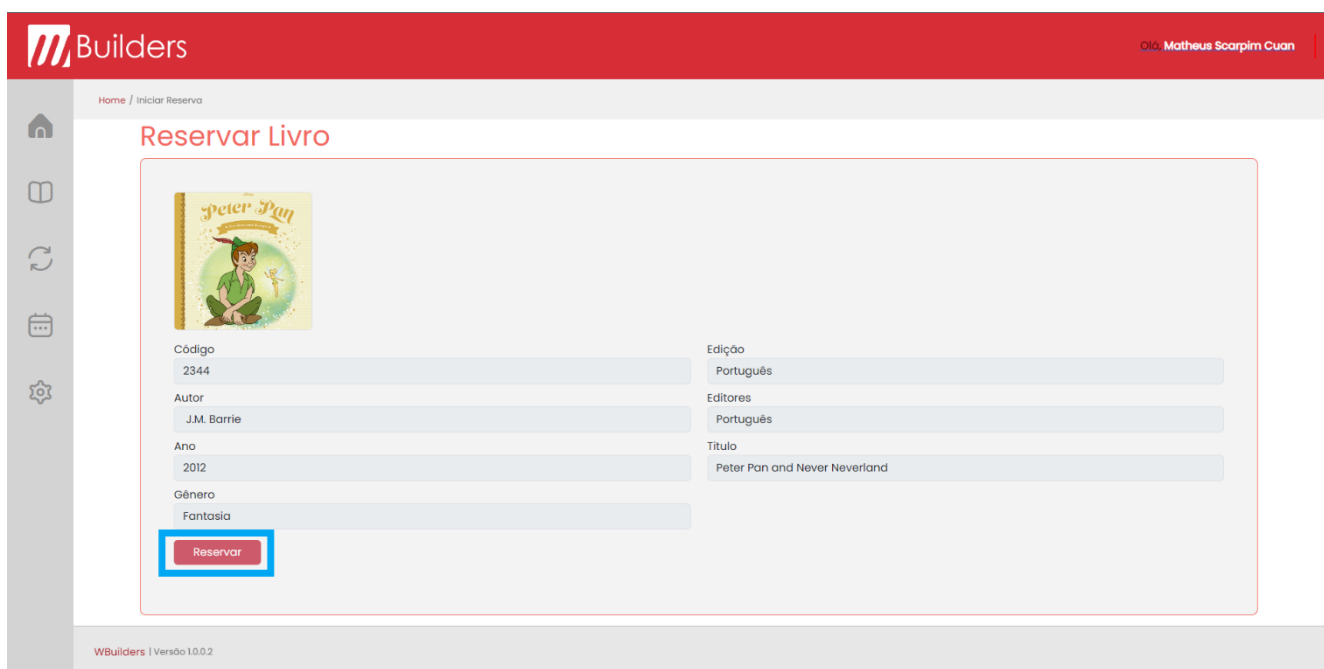 Builders
Olá, Matheus Scarpim Cuan
Home / Iniciar Reserva
Reservar Livro
Peter Pan
Código
2344
Edição
Português
Autor
J.M. Barrie
Editores
Português
Ano
2012
Título
Peter Pan and Never Neverland
Gênero
Fantasia
Reservar
WBuilders | Versão 1.0.0.2